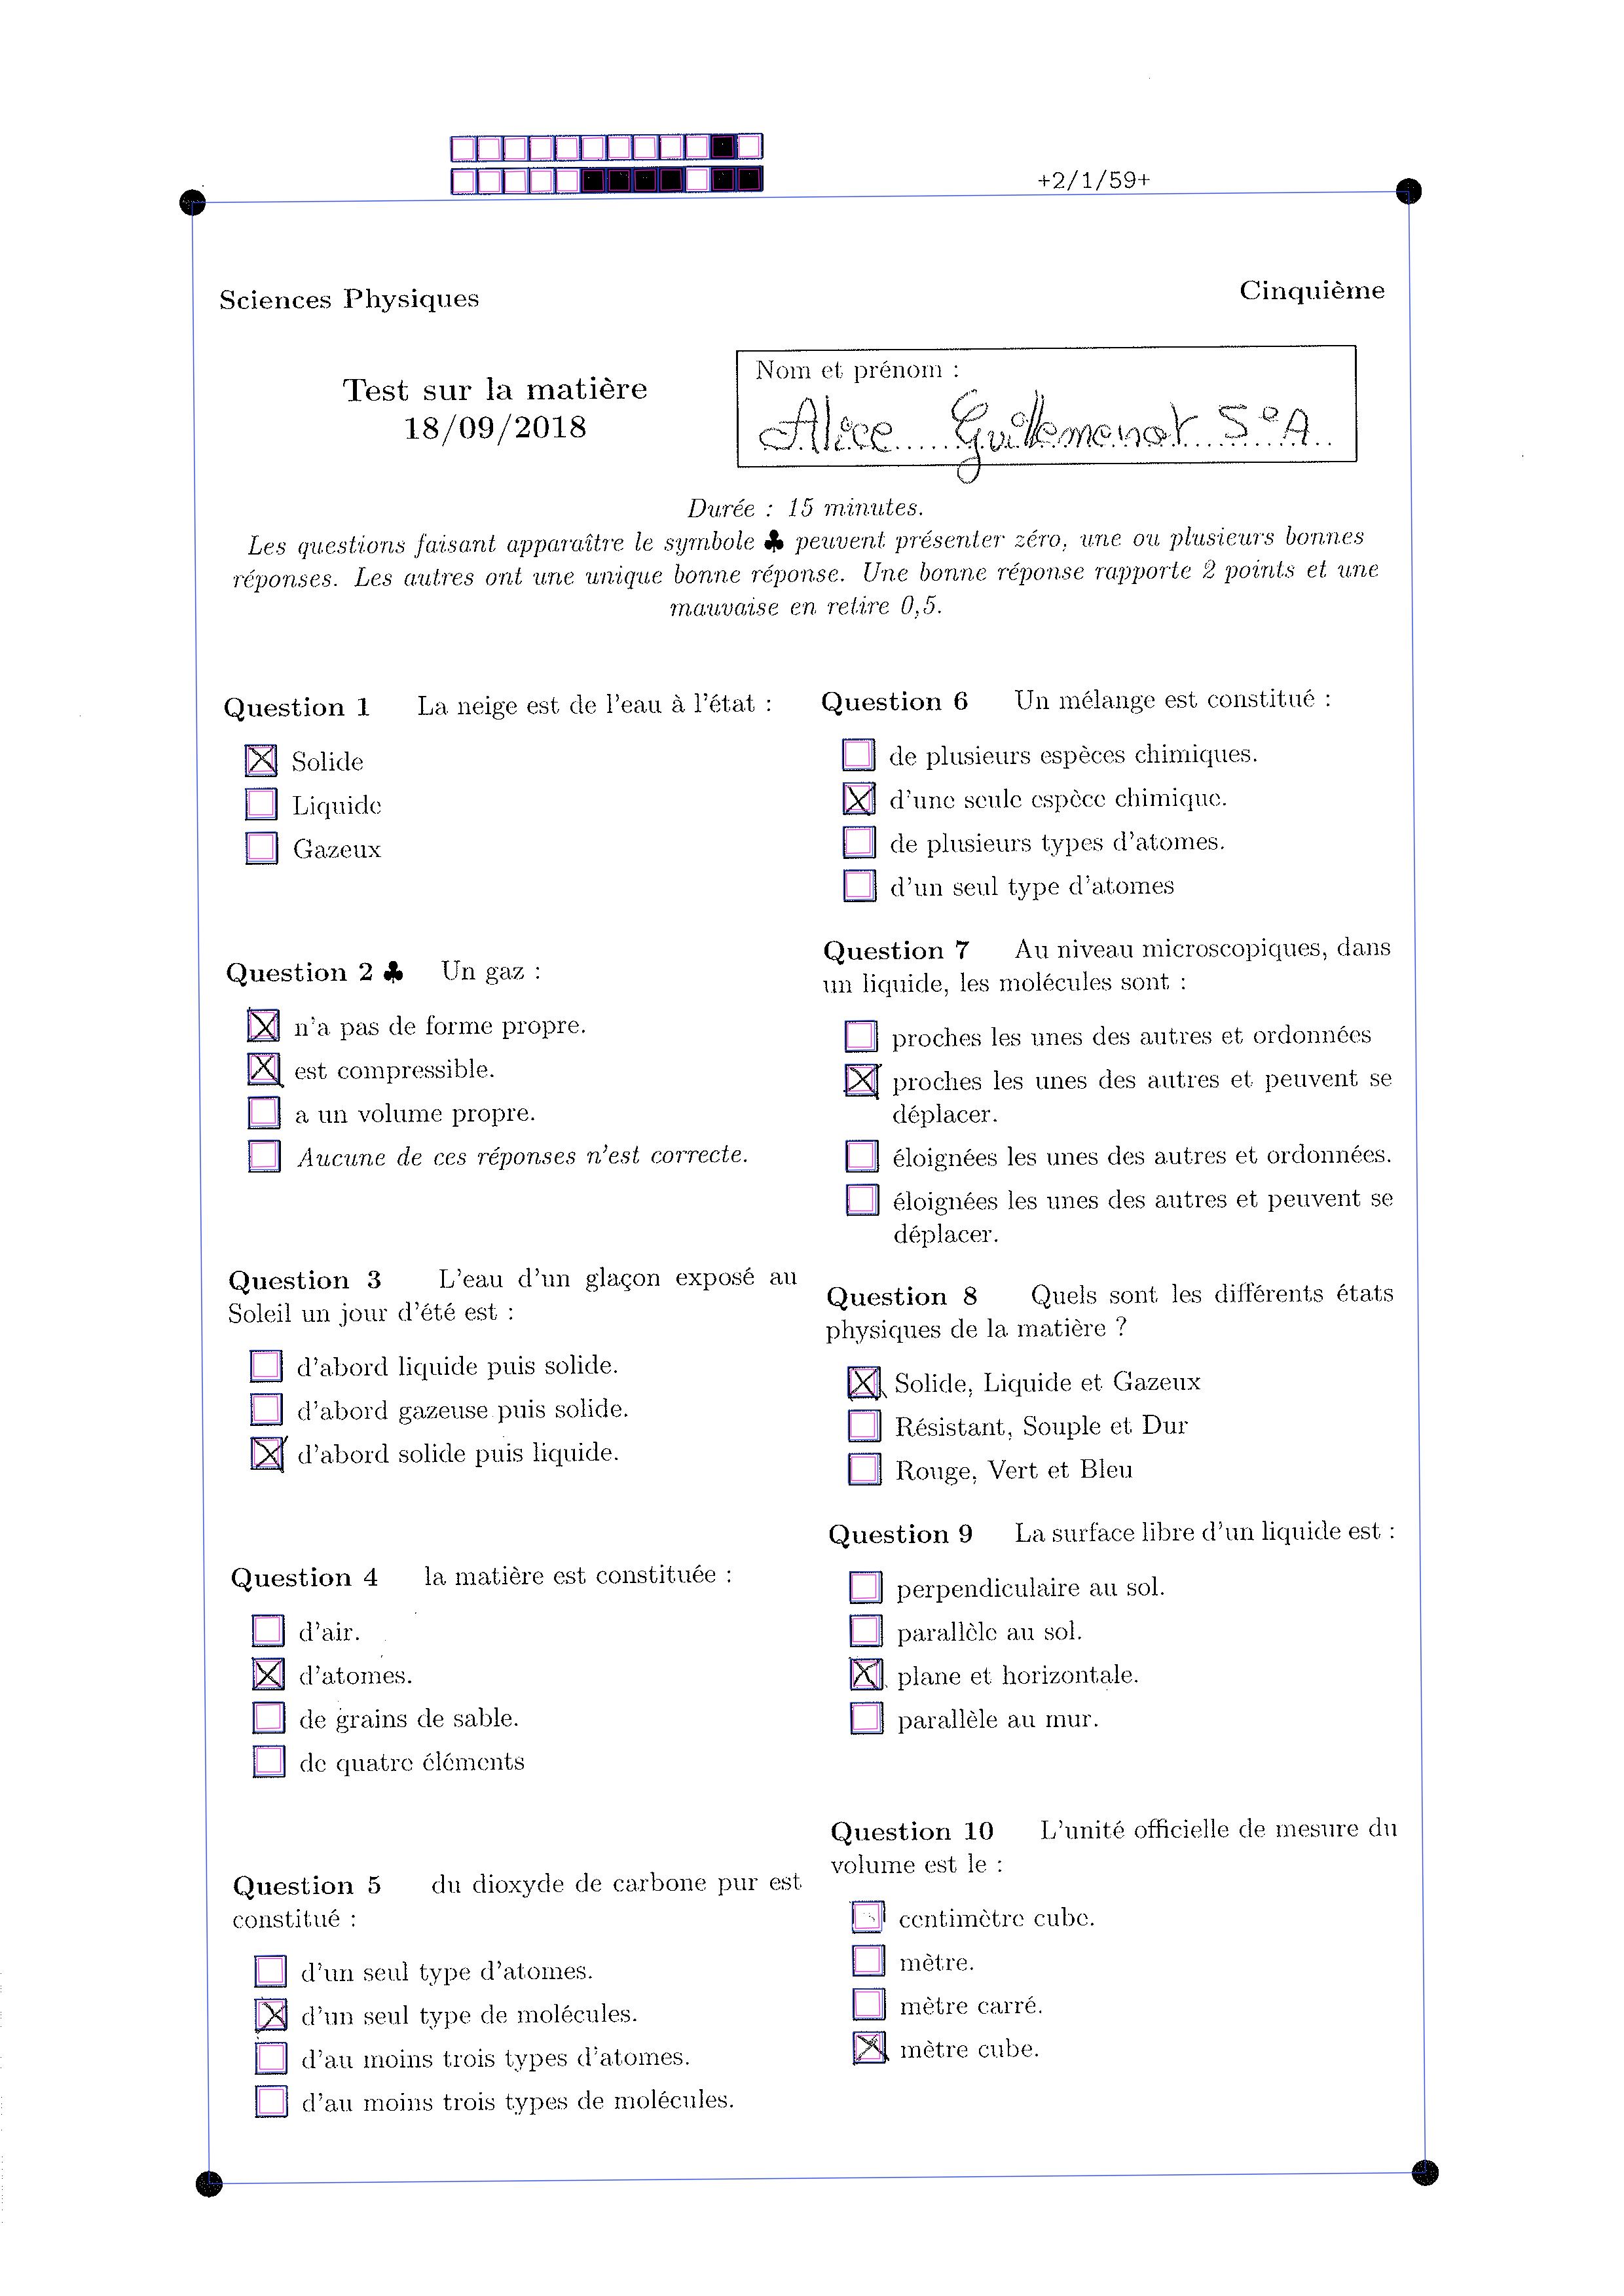 +2/1/59+
Sciences Physiques
Cinquième
Test sur la matière
18/09/2018
Nom et prénom :
Alice 5°A
Durée : 15 minutes.
Les questions faisant apparaître le symbole ♣ peuvent présenter zéro, une ou plusieurs bonnes
réponses. Les autres ont une unique bonne réponse. Une bonne réponse rapporte 2 points et une
mauvaise en retire 0,5.
Question 1 La neige est de l'eau à l'état :
Solide
Liquide
Gazeux
Question 2 ♣ Un gaz :
n'a pas de forme propre.
est compressible.
a un volume propre.
Aucune de ces réponses n'est correcte.
Question 3 L'eau d'un glaçon exposé au
Soleil un jour d'été est :
d'abord liquide puis solide.
d'abord gazeuse puis solide.
d'abord solide puis liquide.
Question 4 la matière est constituée :
d'air.
d'atomes.
de grains de sable.
de quatre éléments
Question 5 du dioxyde de carbone pur est
constitué :
d'un seul type d'atomes.
d'un seul type de molécules.
d'au moins trois types d'atomes.
d'au moins trois types de molécules.
Question 6 Un mélange est constitué :
de plusieurs espèces chimiques.
d'une seule espèce chimique.
de plusieurs types d'atomes.
d'un seul type d'atomes
Question 7 Au niveau microscopiques, dans
un liquide, les molécules sont :
proches les unes des autres et ordonnées
proches les unes des autres et peuvent se
déplacer.
éloignées les unes des autres et ordonnées.
éloignées les unes des autres et peuvent se
déplacer.
Question 8 Quels sont les différents états
physiques de la matière ?
Solide, Liquide et Gazeux
Résistant, Souple et Dur
Rouge, Vert et Bleu
Question 9 La surface libre d'un liquide est :
perpendiculaire au sol.
parallèle au sol.
plane et horizontale.
parallèle au mur.
Question 10 L'unité officielle de mesure du
volume est le :
centimètre cube.
mètre.
mètre carré.
mètre cube.